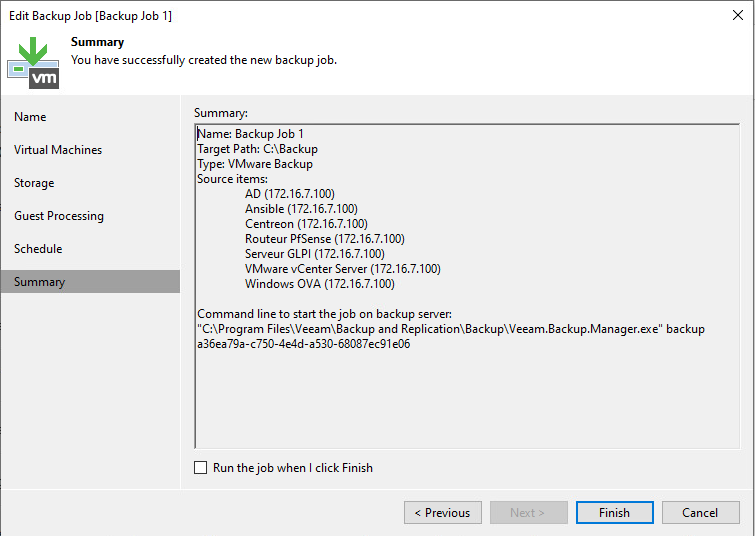 Edit Backup Job [Backup Job 1]
Summary
You have successfully created the new backup job.
vm
Name
Virtual Machines
Storage
Guest Processing
Schedule
Summary
Summary:
Name: Backup Job 1
Target Path: C:\Backup
Type: VMware Backup
Source items:
AD (172.16.7.100)
Ansible (172.16.7.100)
Centreon (172.16.7.100)
Routeur PfSense (172.16.7.100)
Serveur GLPI (172.16.7.100)
VMware vCenter Server (172.16.7.100)
Windows OVA (172.16.7.100)
Command line to start the job on backup server:
"C:\Program Files\Veeam\Backup and Replication\Backup\Veeam.Backup.Manager.exe" backup
a36ea79a-c750-4e4d-a530-68087ec91e06
Run the job when I click Finish
< Previous
Next >
Finish
Cancel